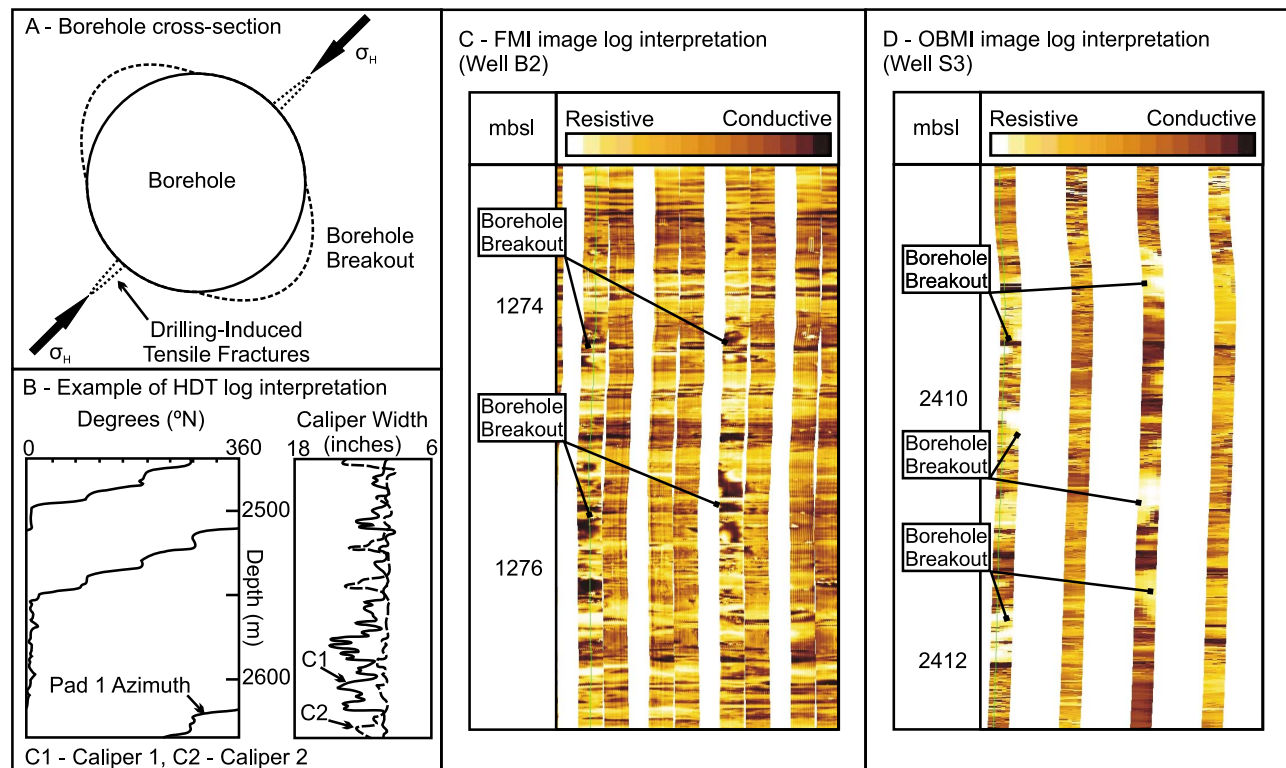 A - Borehole cross-section
σH
Borehole
Borehole
Breakout
Drilling-Induced
Tensile Fractures
σH
B - Example of HDT log interpretation
Degrees (ºN)
0
360
Caliper Width
(inches)
18
6
2500
Depth (m)
2600
C1
Pad 1 Azimuth
C2
C1 - Caliper 1, C2 - Caliper 2
C - FMI image log interpretation
(Well B2)
mbsl
Resistive
Conductive
Borehole
Breakout
1274
Borehole
Breakout
1276
D - OBMI image log interpretation
(Well S3)
mbsl
Resistive
Conductive
Borehole
Breakout
2410
Borehole
Breakout
Borehole
Breakout
2412